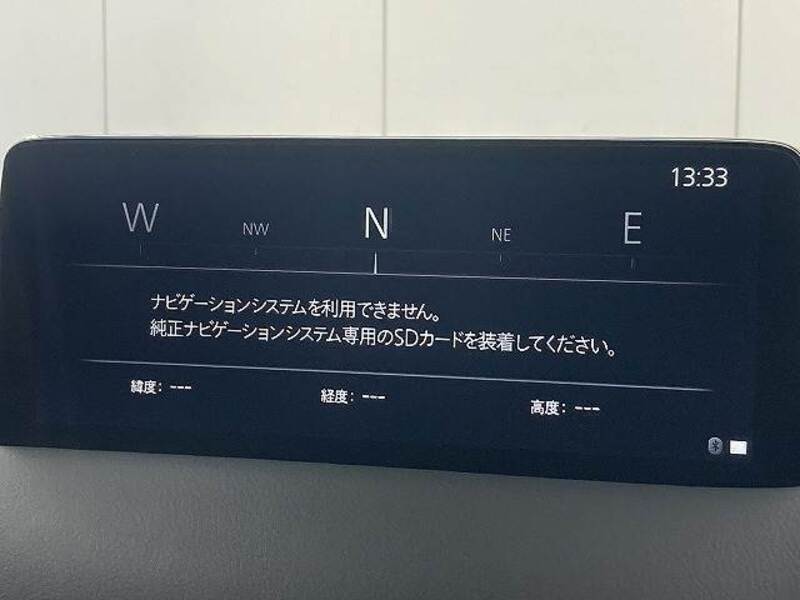 13:33
W NW N NE E
ナビゲーションシステムを利用できません。
純正ナビゲーションシステム専用のSDカードを装着してください。
緯度: --- 経度: --- 高度: ---